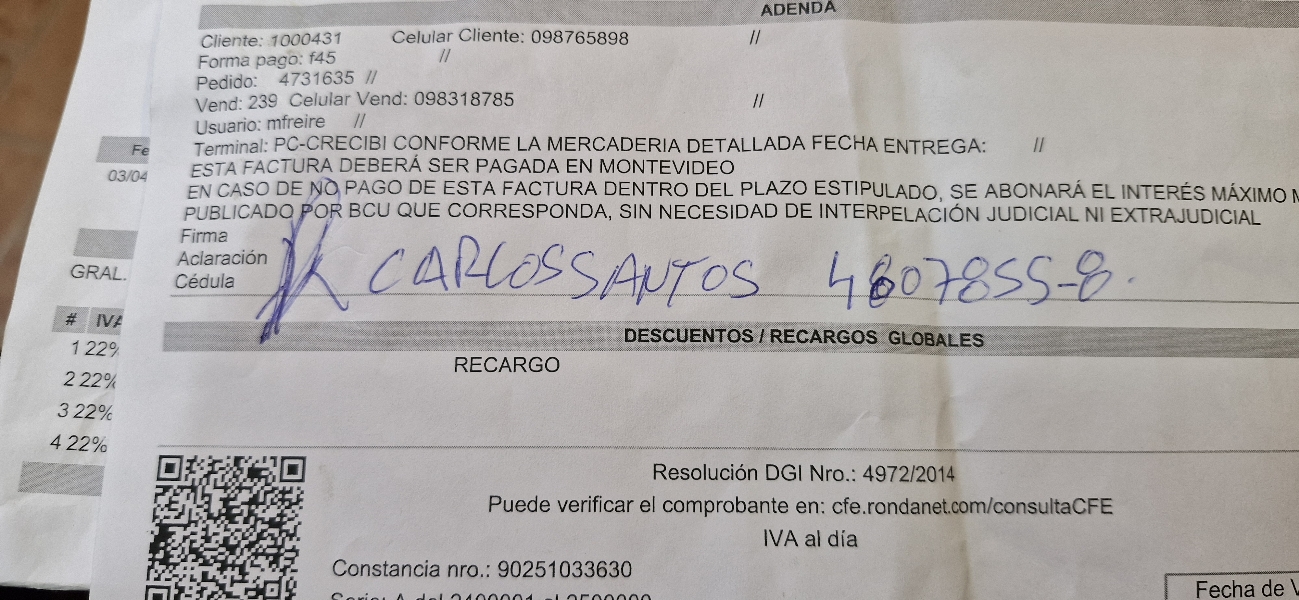 ADENDA
Cliente: 1000431 Celular Cliente: 098765898 //
Forma pago: f45 //
Pedido: 4731635 //
Vend: 239 Celular Vend: 098318785 //
Usuario: mfreire //
Terminal: PC-CRECIBI CONFORME LA MERCADERIA DETALLADA FECHA ENTREGA: //
ESTA FACTURA DEBERÁ SER PAGADA EN MONTEVIDEO
EN CASO DE NO PAGO DE ESTA FACTURA DENTRO DEL PLAZO ESTIPULADO, SE ABONARÁ EL INTERÉS MÁXIMO
PUBLICADO POR BCU QUE CORRESPONDA, SIN NECESIDAD DE INTERPELACIÓN JUDICIAL NI EXTRAJUDICIAL
Firma
Aclaración
Cédula
CARLOS SANTOS 4807855-8.
DESCUENTOS / RECARGOS GLOBALES
RECARGO
Resolución DGI Nro.: 4972/2014
Puede verificar el comprobante en: cfe.rondanet.com/consultaCFE
IVA al día
Constancia nro.: 90251033630
Fecha de V
Fe
03/04
GRAL.
# IVA
1 22%
2 22%
3 22%
4 22%